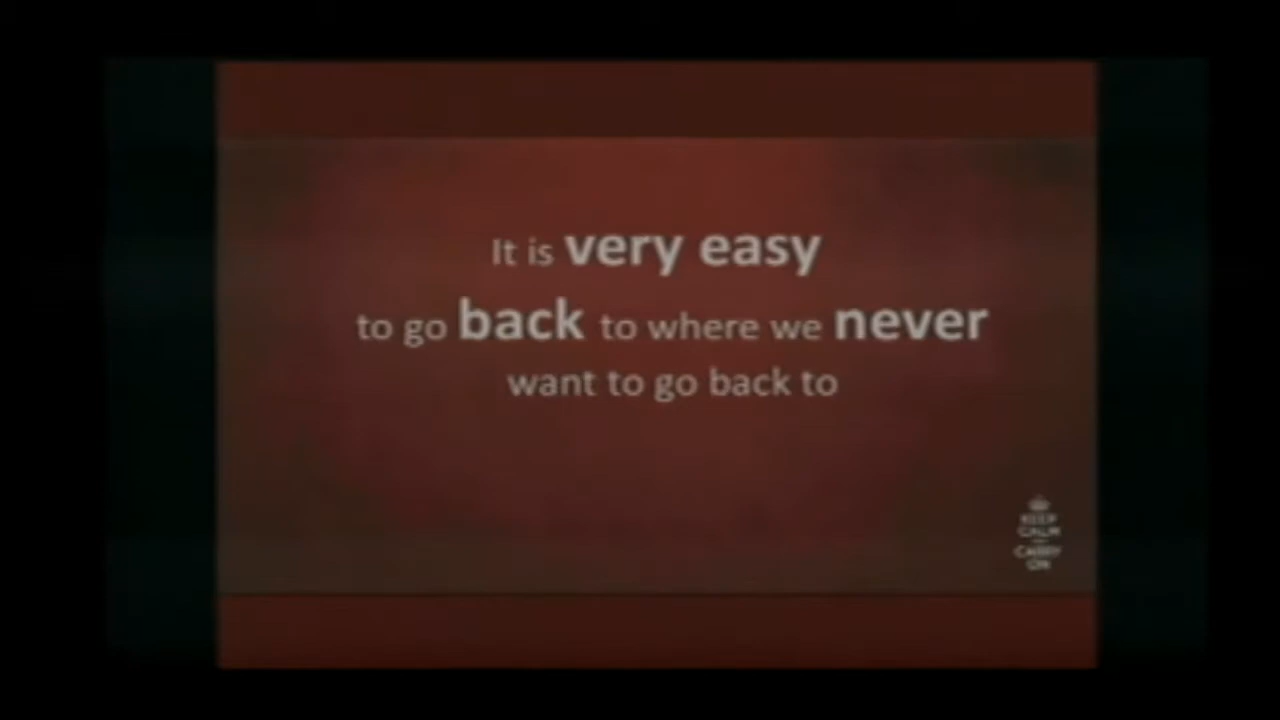 It is very easy
to go back to where we never
want to go back to
KEEP
CALM
CARRY
ON